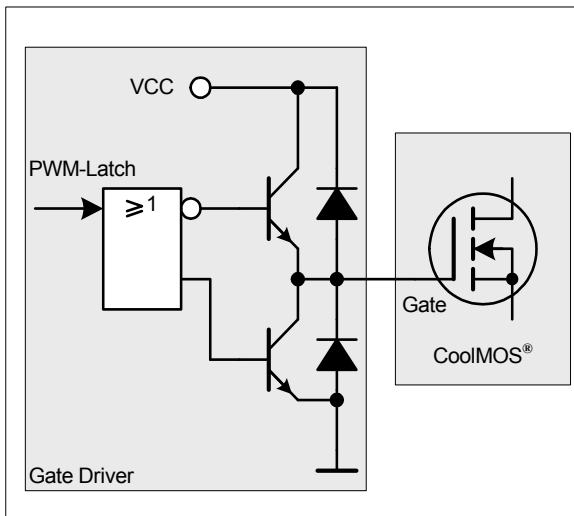 VCC
PWM-Latch
≥1
Gate
CoolMOS®
Gate Driver